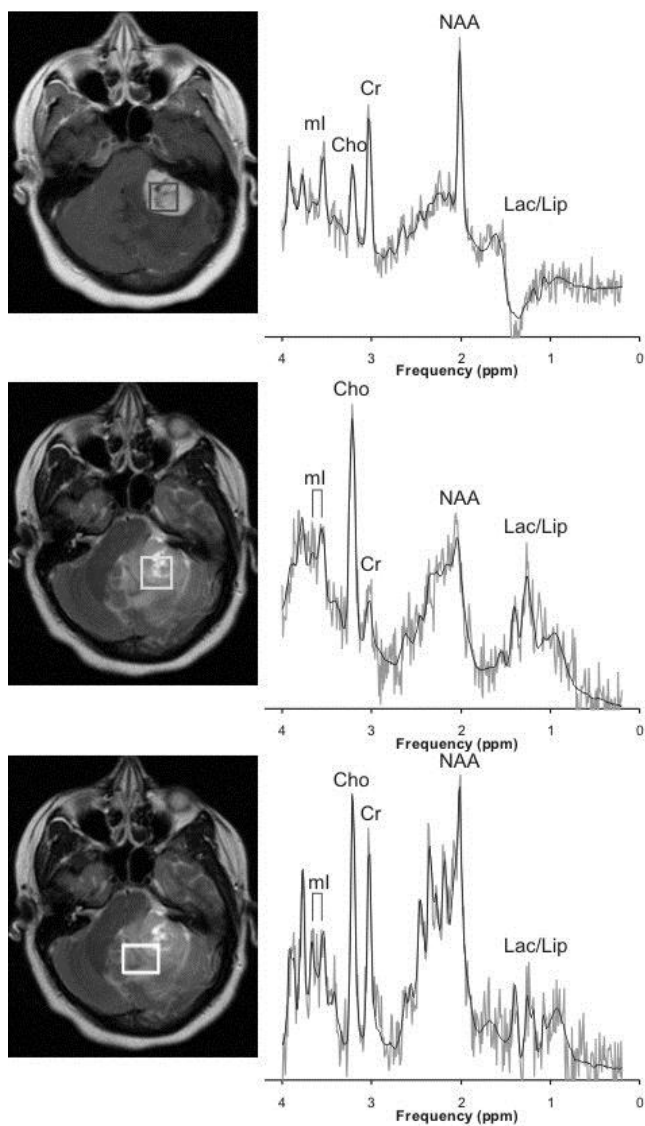 NAA
Cr
mI
Cho
Lac/Lip
4 3 2 1 0
Frequency (ppm)
Cho
mI
NAA
Lac/Lip
Cr
4 3 2 1 0
Frequency (ppm)
NAA
Cho
Cr
mI
Lac/Lip
4 3 2 1 0
Frequency (ppm)